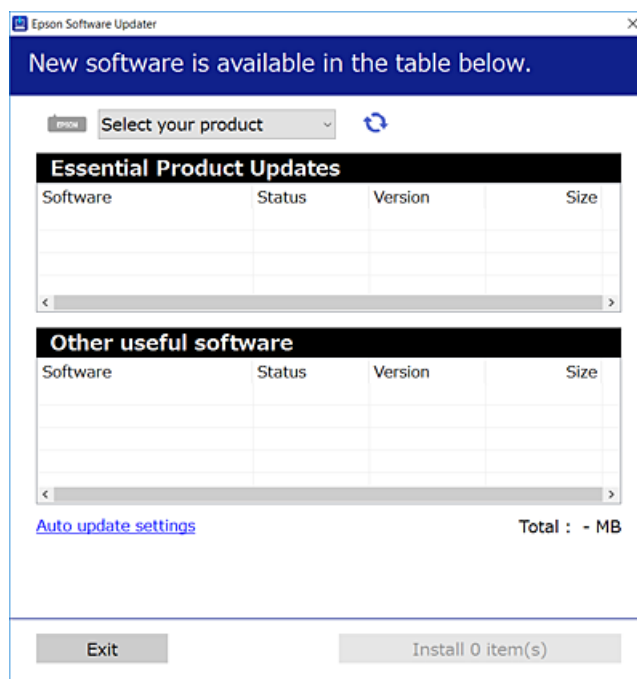 Epson Software Updater
New software is available in the table below.
EPSON Select your product
Essential Product Updates
Software Status Version Size
Other useful software
Software Status Version Size
Auto update settings Total : - MB
Exit Install 0 item(s)